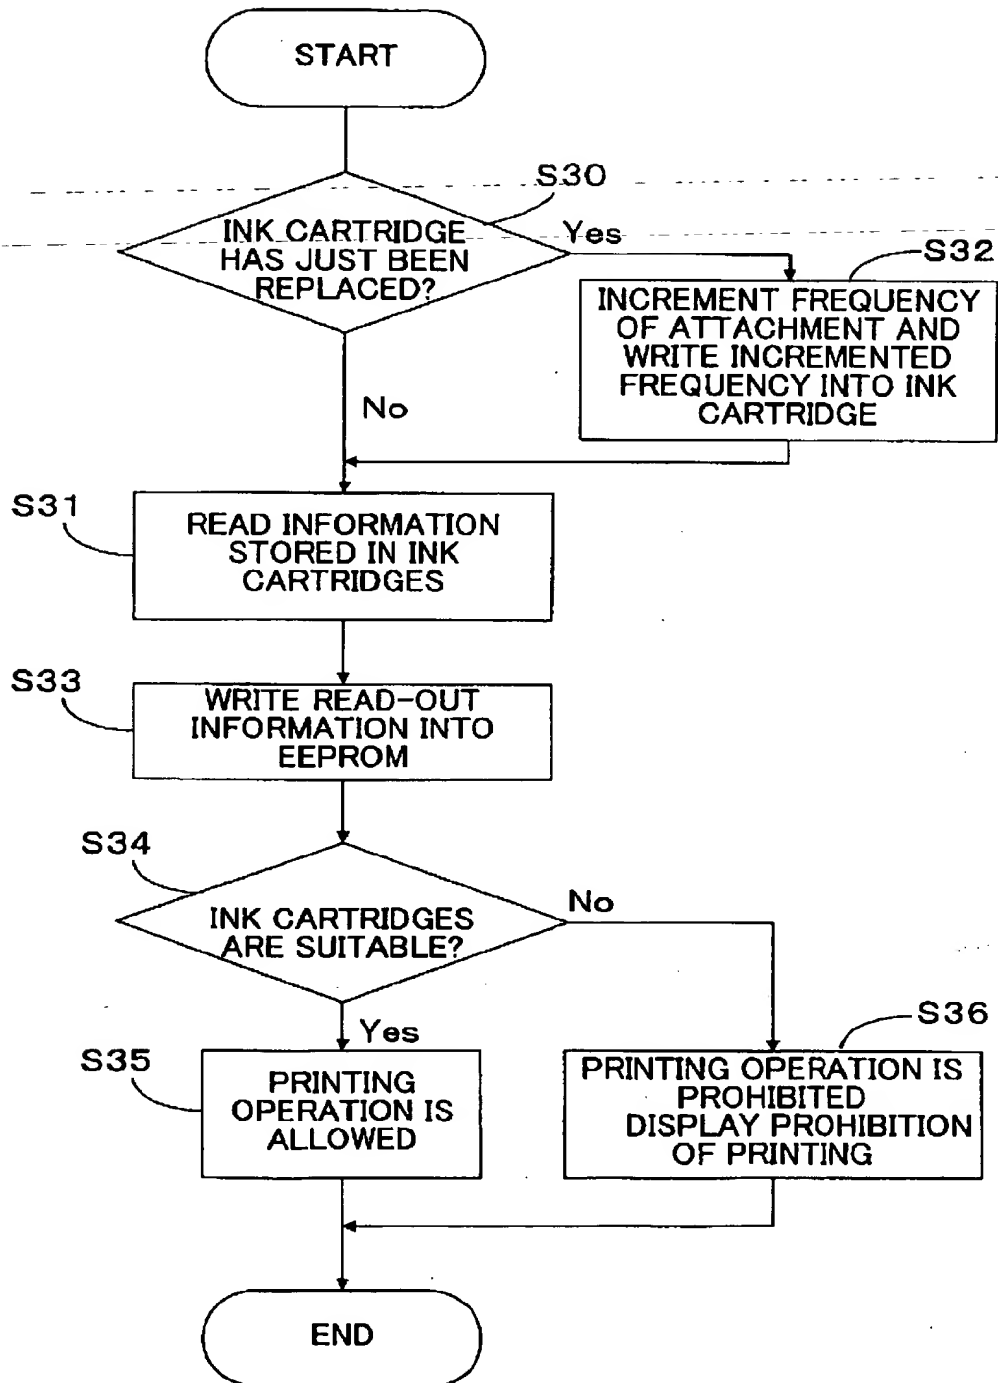 START
S30
INK CARTRIDGE
HAS JUST BEEN
REPLACED?
Yes
S32
INCREMENT FREQUENCY
OF ATTACHMENT AND
WRITE INCREMENTED
FREQUENCY INTO INK
CARTRIDGE
No
S31
READ INFORMATION
STORED IN INK
CARTRIDGES
S33
WRITE READ-OUT
INFORMATION INTO
EEPROM
S34
INK CARTRIDGES
ARE SUITABLE?
No
Yes
S35
PRINTING
OPERATION IS
ALLOWED
S36
PRINTING OPERATION IS
PROHIBITED
DISPLAY PROHIBITION
OF PRINTING
END